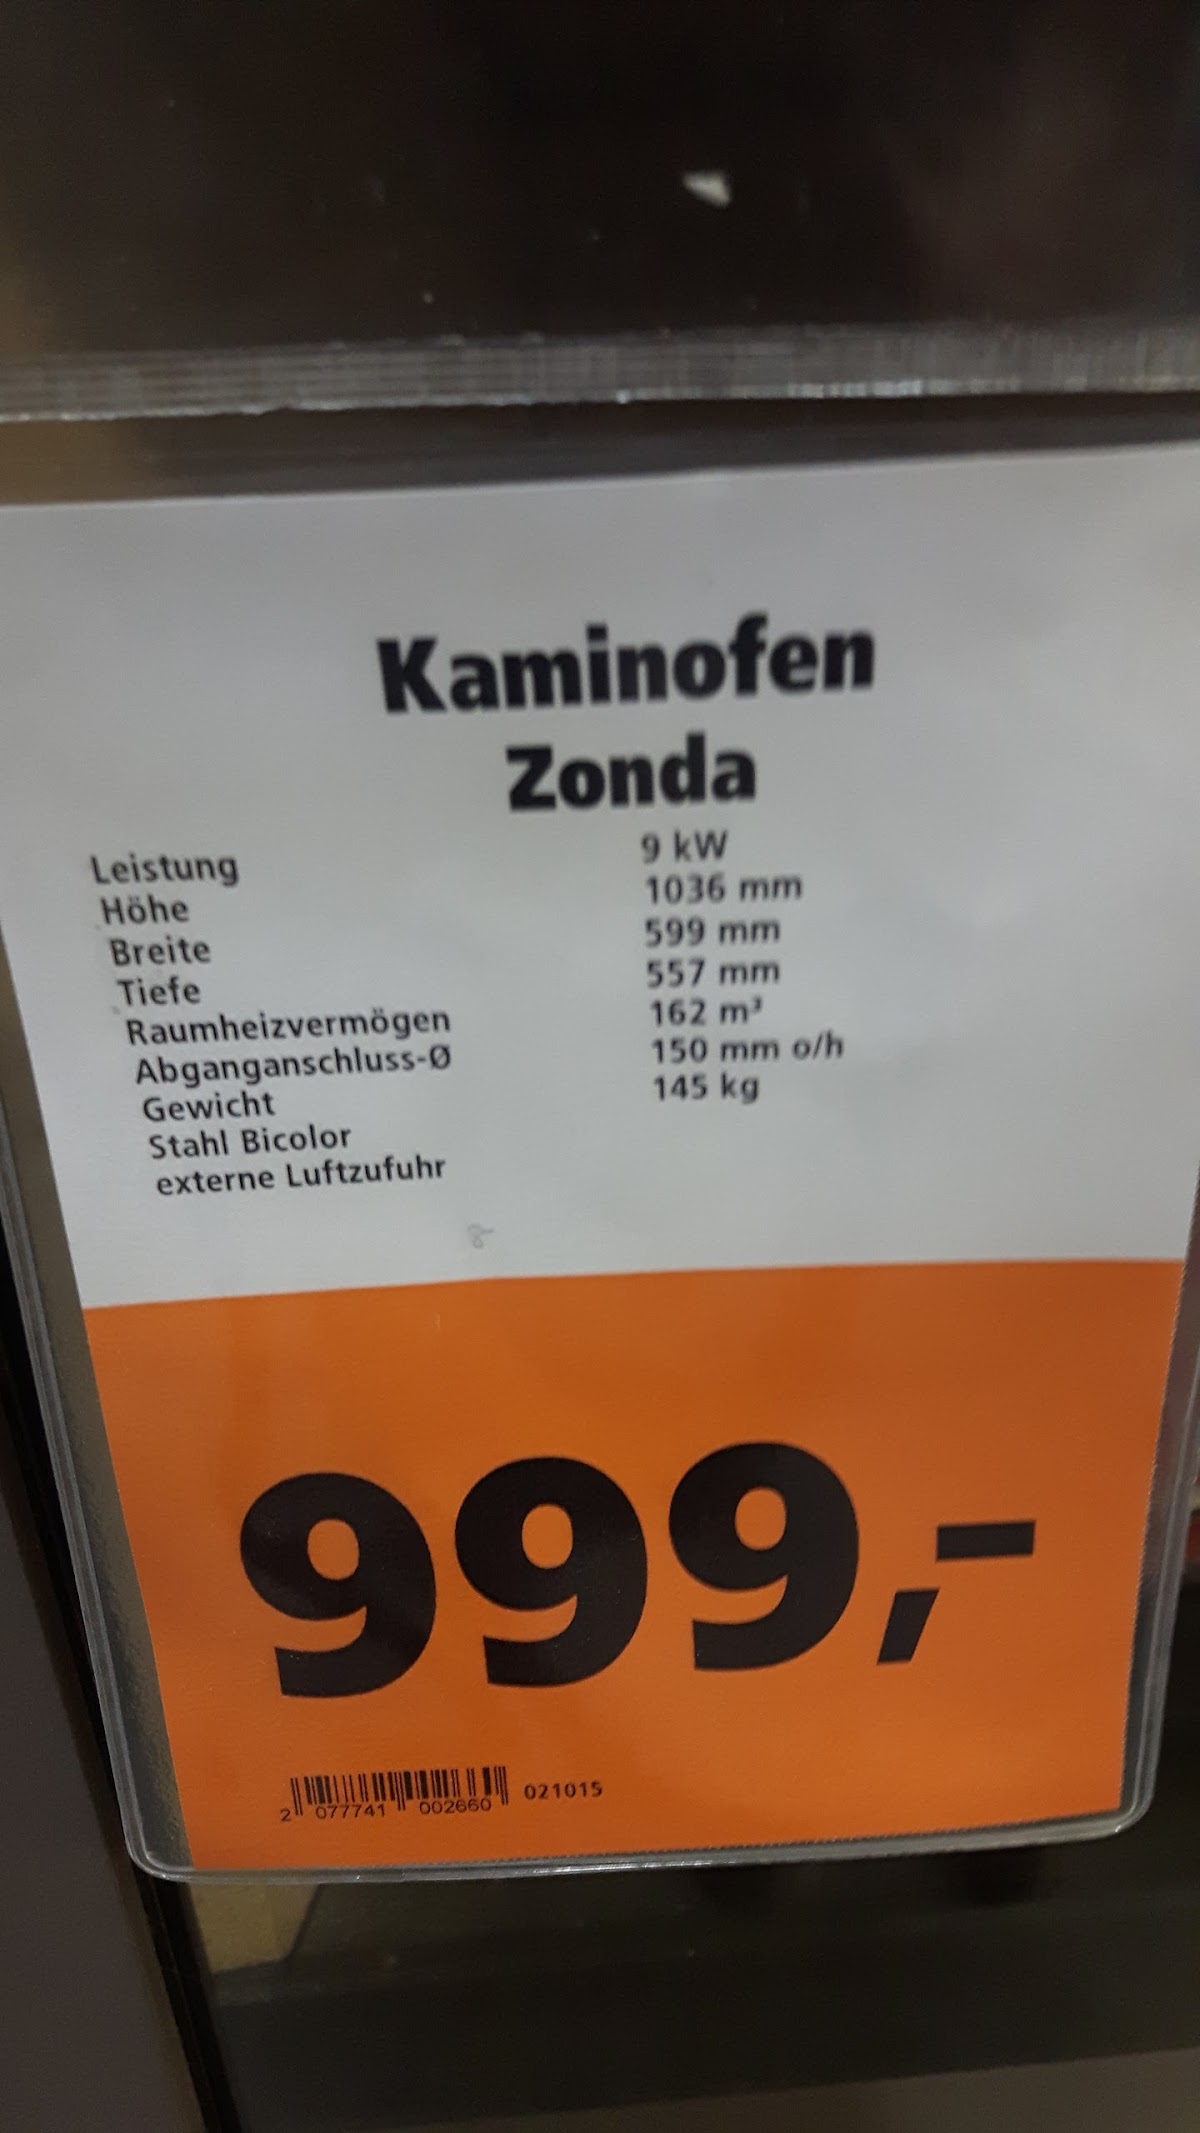 Kaminofen
Zonda
Leistung 9 kW
Höhe 1036 mm
Breite 599 mm
Tiefe 557 mm
Raumheizvermögen 162 m³
Abganganschluss-Ø 150 mm o/h
Gewicht 145 kg
Stahl Bicolor
externe Luftzufuhr
999,-
2 077741 002660 021015